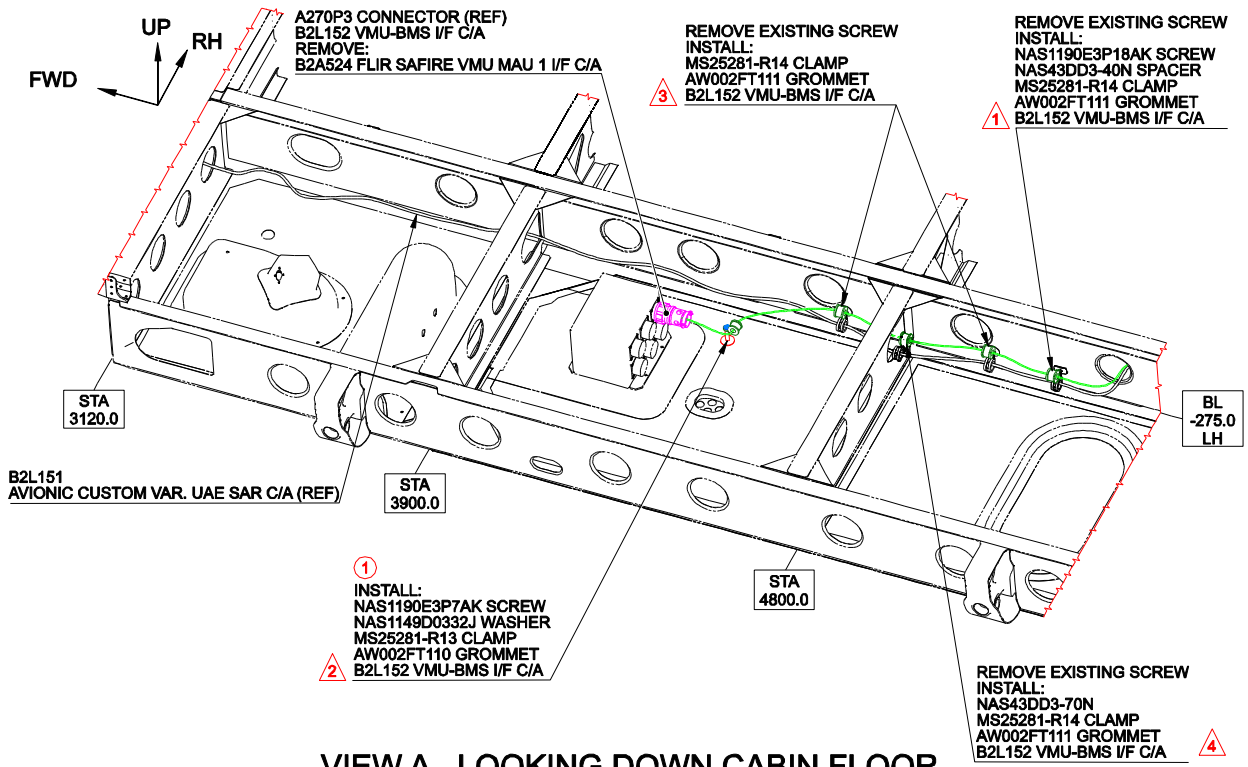 UP
RH
FWD
A270P3 CONNECTOR (REF)
B2L152 VMU-BMS I/F C/A
REMOVE:
B2A524 FLIR SAFIRE VMU MAU 1 I/F C/A
REMOVE EXISTING SCREW
INSTALL:
MS25281-R14 CLAMP
AW002FT111 GROMMET
B2L152 VMU-BMS I/F C/A
3
REMOVE EXISTING SCREW
INSTALL:
NAS1190E3P18AK SCREW
NAS43DD3-40N SPACER
MS25281-R14 CLAMP
AW002FT111 GROMMET
B2L152 VMU-BMS I/F C/A
1
STA
3120.0
BL
-275.0
LH
B2L151
AVIONIC CUSTOM VAR. UAE SAR C/A (REF)
STA
3900.0
STA
4800.0
1
INSTALL:
NAS1190E3P7AK SCREW
NAS1149D0332J WASHER
MS25281-R13 CLAMP
AW002FT110 GROMMET
B2L152 VMU-BMS I/F C/A
2
REMOVE EXISTING SCREW
INSTALL:
NAS43DD3-70N
MS25281-R14 CLAMP
AW002FT111 GROMMET
B2L152 VMU-BMS I/F C/A
4
VIEW A LOOKING DOWN CABIN FLOOR